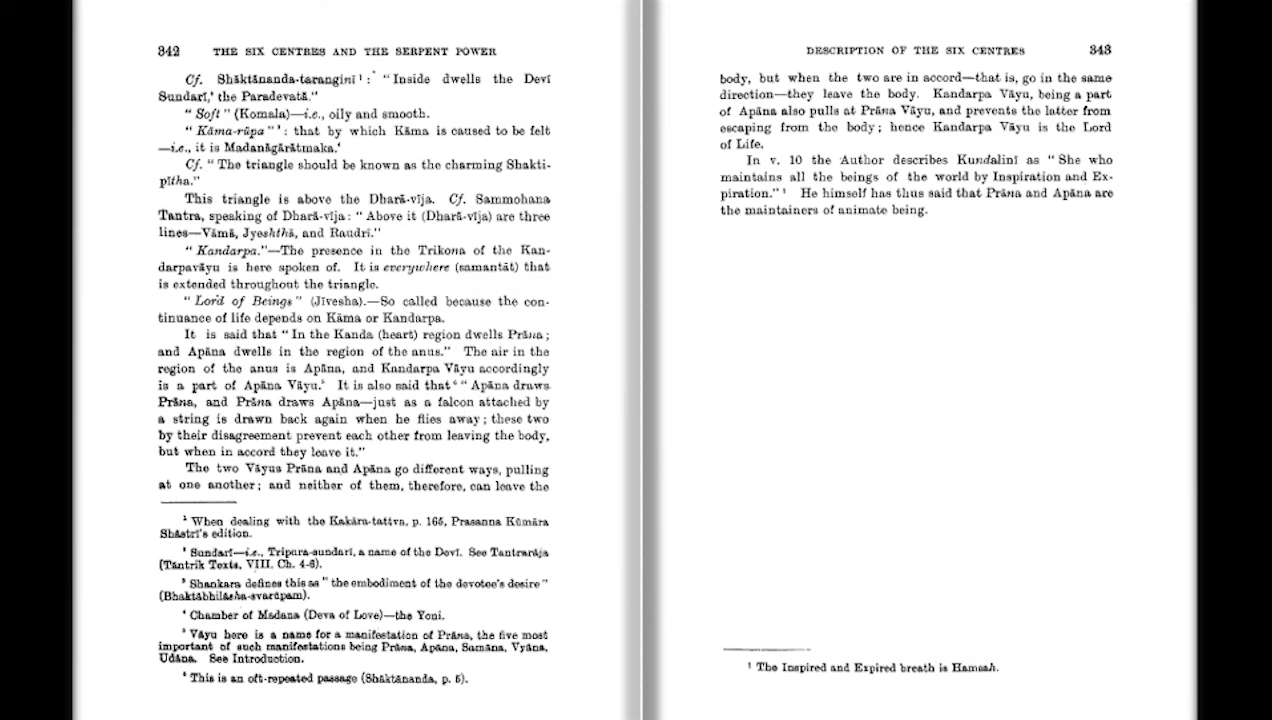 342 THE SIX CENTRES AND THE SERPENT POWER
Cf. Shāktānanda-tarangini ¹ : “ Inside dwells the Devī
Sundarī,² the Paradevatā.”
“ Soft ” (Komala)—i.e., oily and smooth.
“ Kāma-rūpa ” ³ : that by which Kāma is caused to be felt
—i.e., it is Madanāgārātmaka.⁴
Cf. “ The triangle should be known as the charming Shakti-
pītha.”
This triangle is above the Dharā-vīja. Cf. Sammohana
Tantra, speaking of Dharā-vīja : “ Above it (Dharā-vīja) are three
lines—Vāmā, Jyeshthā, and Raudrī.”
“ Kandarpa.”—The presence in the Trikona of the Kan-
darpavāyu is here spoken of. It is everywhere (samantāt) that
is extended throughout the triangle.
“ Lord of Beings ” (Jīvesha).—So called because the con-
tinuance of life depends on Kāma or Kandarpa.
It is said that “ In the Kanda (heart) region dwells Prāna ;
and Apāna dwells in the region of the anus.” The air in the
region of the anus is Apāna, and Kandarpa Vāyu accordingly
is a part of Apāna Vāyu.⁵ It is also said that ⁶ “ Apāna draws
Prāna, and Prāna draws Apāna—just as a falcon attached by
a string is drawn back again when he flies away ; these two
by their disagreement prevent each other from leaving the body,
but when in accord they leave it.”
The two Vāyus Prāna and Apāna go different ways, pulling
at one another ; and neither of them, therefore, can leave the
¹ When dealing with the Kakāra-tattva, p. 165, Prasanna Kūmāra
Shāstrī's edition.
² Sundarī—i.e., Tripura-sundarī, a name of the Devī. See Tantrarāja
(Tāntrik Texts, VIII, Ch. 4-6).
³ Shankara defines this as “ the embodiment of the devotee's desire ”
(Bhaktābhilāsha-svarūpam).
⁴ Chamber of Madana (Deva of Love)—the Yoni.
⁵ Vāyu here is a name for a manifestation of Prāna, the five most
important of such manifestations being Prāna, Apāna, Samāna, Vyāna,
Udāna. See Introduction.
⁶ This is an oft-repeated passage (Shāktānanda, p. 5).
DESCRIPTION OF THE SIX CENTRES 343
body, but when the two are in accord—that is, go in the same
direction—they leave the body. Kandarpa Vāyu, being a part
of Apāna also pulls at Prāna Vāyu, and prevents the latter from
escaping from the body ; hence Kandarpa Vāyu is the Lord
of Life.
In v. 10 the Author describes Kundalinī as “ She who
maintains all the beings of the world by Inspiration and Ex-
piration.” ¹ He himself has thus said that Prāna and Apāna are
the maintainers of animate being.
¹ The Inspired and Expired breath is Hamsah.